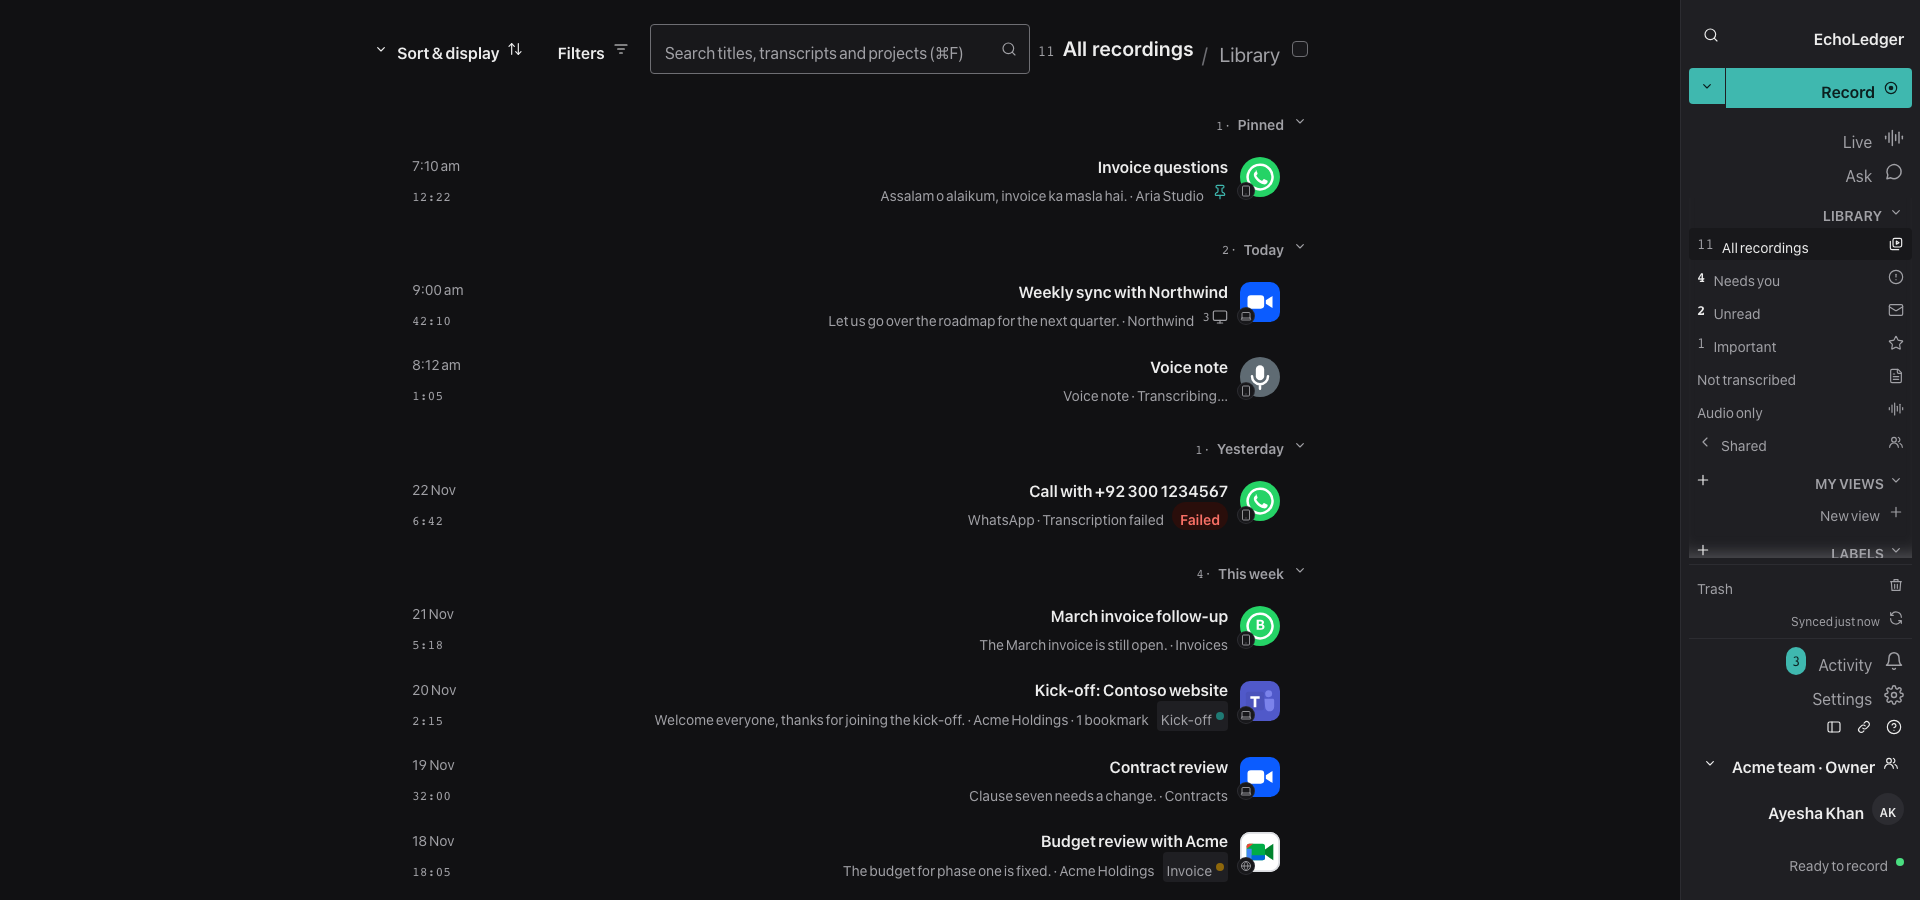 EchoLedger
Record
Live
Ask
LIBRARY
All recordings 11
Needs you 4
Unread 2
Important 1
Not transcribed
Audio only
Shared
MY VIEWS
New view
LABELS
Trash
Synced just now
Activity 3
Settings
Acme team · Owner
AK Ayesha Khan
Ready to record
Library / All recordings 11
Search titles, transcripts and projects (⌘F)
Filters
Sort & display
Pinned · 1
Invoice questions
7:10 am
Assalam o alaikum, invoice ka masla hai. · Aria Studio
12:22
Today · 2
Weekly sync with Northwind
9:00 am
3 Let us go over the roadmap for the next quarter. · Northwind
42:10
Voice note
8:12 am
Voice note · Transcribing...
1:05
Yesterday · 1
Call with +92 300 1234567
22 Nov
Failed WhatsApp · Transcription failed
6:42
This week · 4
B
March invoice follow-up
21 Nov
The March invoice is still open. · Invoices
5:18
T
Kick-off: Contoso website
20 Nov
Kick-off Welcome everyone, thanks for joining the kick-off. · Acme Holdings · 1 bookmark
2:15
Contract review
19 Nov
Clause seven needs a change. · Contracts
32:00
Budget review with Acme
18 Nov
Invoice The budget for phase one is fixed. · Acme Holdings
18:05